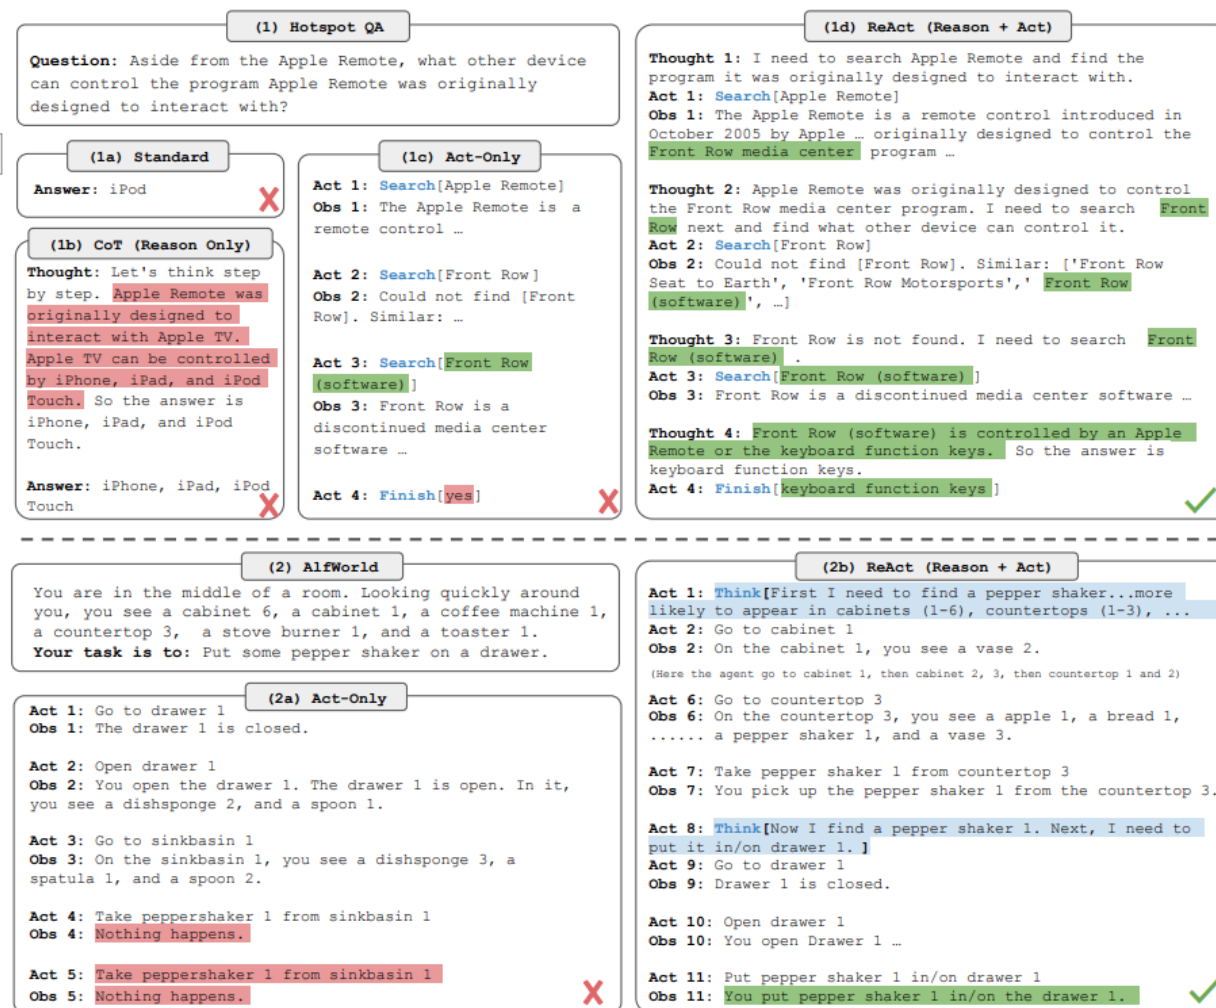 (1) Hotspot QA
Question: Aside from the Apple Remote, what other device
can control the program Apple Remote was originally
designed to interact with?
(1a) Standard
Answer: iPod
(1b) CoT (Reason Only)
Thought: Let's think step
by step. Apple Remote was
originally designed to
interact with Apple TV.
Apple TV can be controlled
by iPhone, iPad, and iPod
Touch. So the answer is
iPhone, iPad, and iPod
Touch.
Answer: iPhone, iPad, iPod
Touch
(1c) Act-Only
Act 1: Search[Apple Remote]
Obs 1: The Apple Remote is a
remote control …
Act 2: Search[Front Row]
Obs 2: Could not find [Front
Row]. Similar: …
Act 3: Search[Front Row
(software)]
Obs 3: Front Row is a
discontinued media center
software …
Act 4: Finish[yes]
(1d) ReAct (Reason + Act)
Thought 1: I need to search Apple Remote and find the
program it was originally designed to interact with.
Act 1: Search[Apple Remote]
Obs 1: The Apple Remote is a remote control introduced in
October 2005 by Apple … originally designed to control the
Front Row media center program …
Thought 2: Apple Remote was originally designed to control
the Front Row media center program. I need to search Front
Row next and find what other device can control it.
Act 2: Search[Front Row]
Obs 2: Could not find [Front Row]. Similar: ['Front Row
Seat to Earth', 'Front Row Motorsports',' Front Row
(software)', …]
Thought 3: Front Row is not found. I need to search Front
Row (software) .
Act 3: Search[Front Row (software) ]
Obs 3: Front Row is a discontinued media center software …
Thought 4: Front Row (software) is controlled by an Apple
Remote or the keyboard function keys. So the answer is
keyboard function keys.
Act 4: Finish[keyboard function keys ]
(2) AlfWorld
You are in the middle of a room. Looking quickly around
you, you see a cabinet 6, a cabinet 1, a coffee machine 1,
a countertop 3, a stove burner 1, and a toaster 1.
Your task is to: Put some pepper shaker on a drawer.
(2a) Act-Only
Act 1: Go to drawer 1
Obs 1: The drawer 1 is closed.
Act 2: Open drawer 1
Obs 2: You open the drawer 1. The drawer 1 is open. In it,
you see a dishsponge 2, and a spoon 1.
Act 3: Go to sinkbasin 1
Obs 3: On the sinkbasin 1, you see a dishsponge 3, a
spatula 1, and a spoon 2.
Act 4: Take peppershaker 1 from sinkbasin 1
Obs 4: Nothing happens.
Act 5: Take peppershaker 1 from sinkbasin 1
Obs 5: Nothing happens.
(2b) ReAct (Reason + Act)
Act 1: Think[First I need to find a pepper shaker...more
likely to appear in cabinets (1-6), countertops (1-3), ...
Act 2: Go to cabinet 1
Obs 2: On the cabinet 1, you see a vase 2.
(Here the agent go to cabinet 1, then cabinet 2, 3, then countertop 1 and 2)
Act 6: Go to countertop 3
Obs 6: On the countertop 3, you see a apple 1, a bread 1,
...... a pepper shaker 1, and a vase 3.
Act 7: Take pepper shaker 1 from countertop 3
Obs 7: You pick up the pepper shaker 1 from the countertop 3.
Act 8: Think[Now I find a pepper shaker 1. Next, I need to
put it in/on drawer 1. ]
Act 9: Go to drawer 1
Obs 9: Drawer 1 is closed.
Act 10: Open drawer 1
Obs 10: You open Drawer 1 …
Act 11: Put pepper shaker 1 in/on drawer 1
Obs 11: You put pepper shaker 1 in/on the drawer 1.